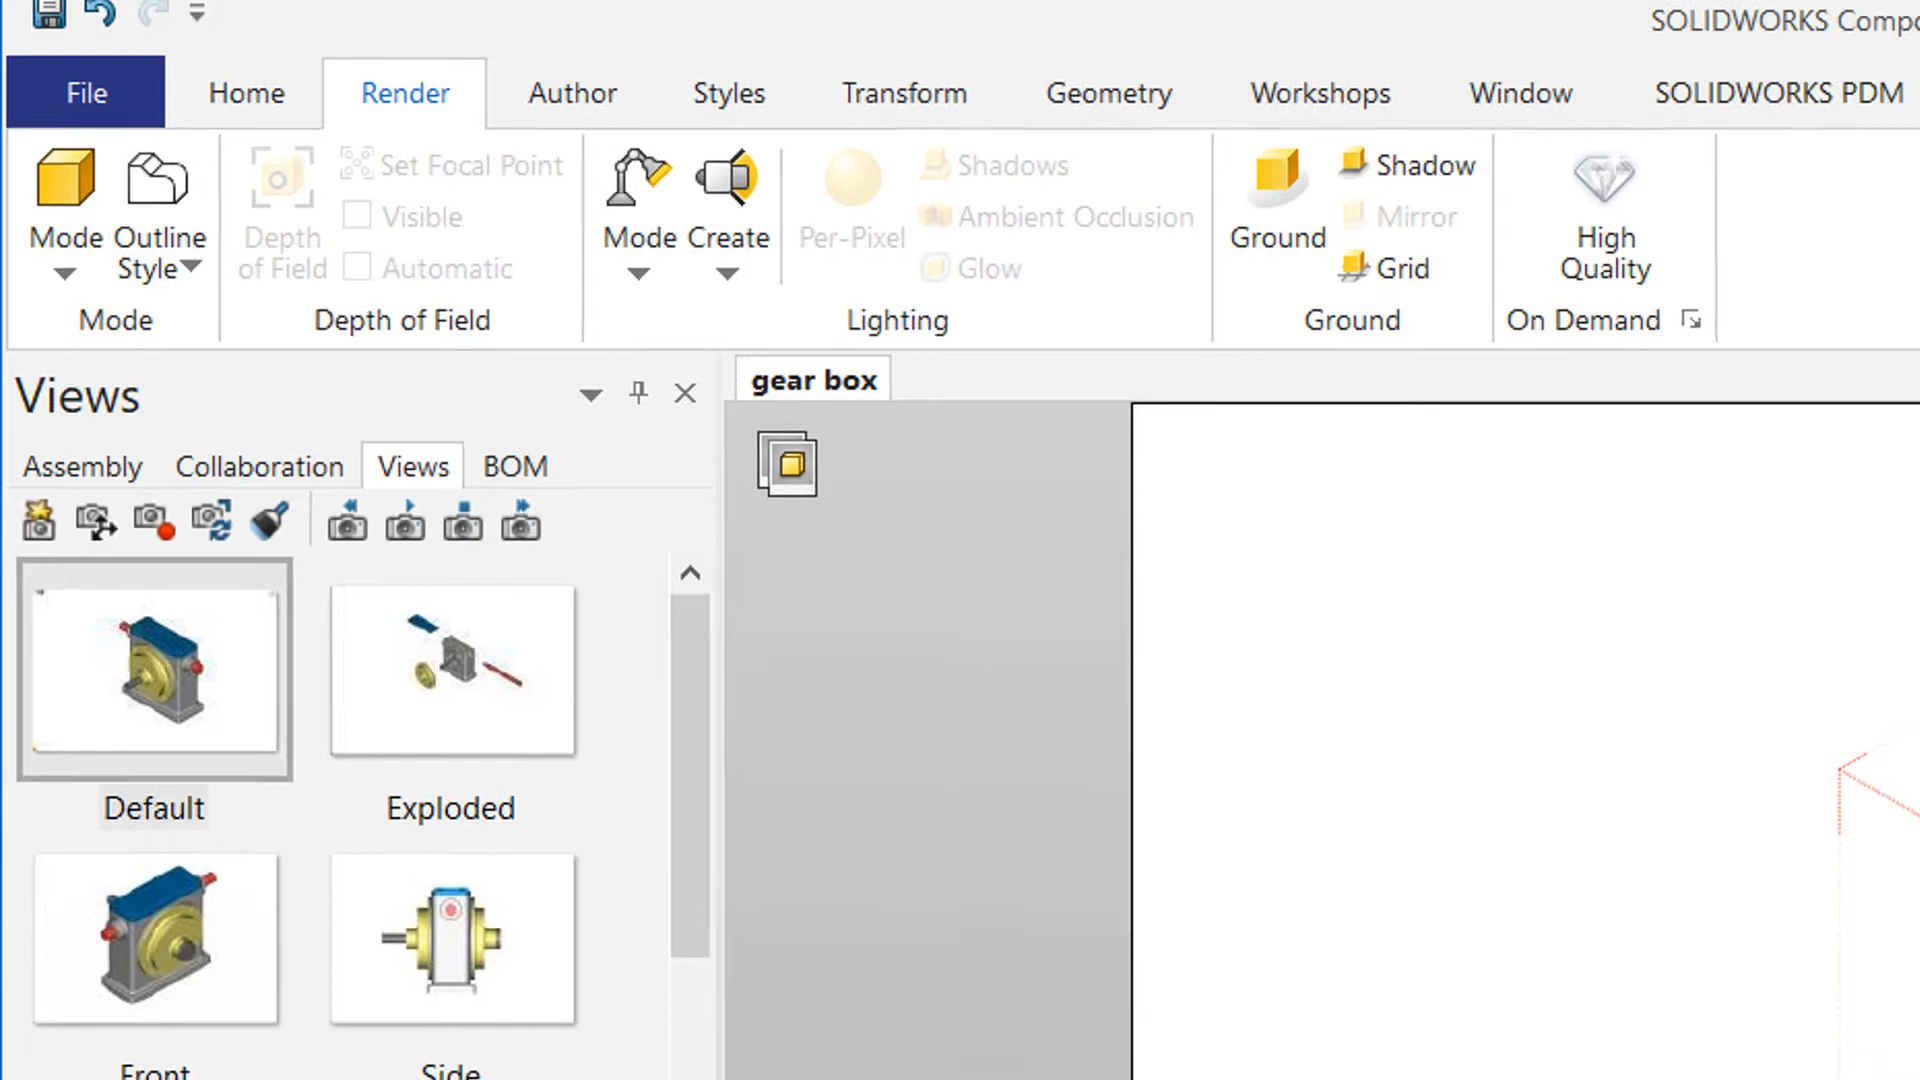 SOLIDWORKS Compo
File Home Render Author Styles Transform Geometry Workshops Window SOLIDWORKS PDM
Mode
Outline Style
Mode
Depth of Field
Set Focal Point
Visible
Automatic
Depth of Field
Mode
Create
Per-Pixel
Shadows
Ambient Occlusion
Glow
Lighting
Ground
Shadow
Mirror
Grid
Ground
High Quality
On Demand
Views
Assembly Collaboration Views BOM
gear box
Default
Exploded
Front
Side